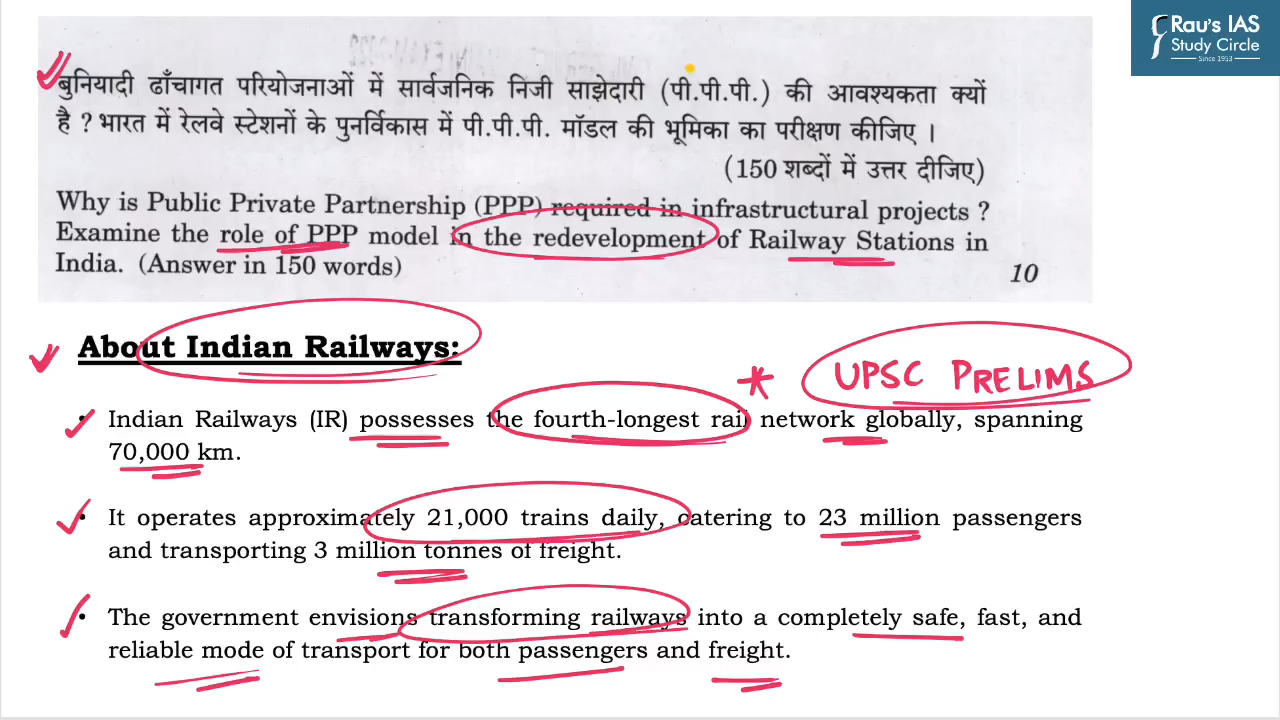 Rau's IAS
Study Circle
Since 1953
बुनियादी ढाँचागत परियोजनाओं में सार्वजनिक निजी साझेदारी (पी.पी.पी.) की आवश्यकता क्यों
है ? भारत में रेलवे स्टेशनों के पुनर्विकास में पी.पी.पी. मॉडल की भूमिका का परीक्षण कीजिए ।
(150 शब्दों में उत्तर दीजिए)
Why is Public Private Partnership (PPP) required in infrastructural projects ?
Examine the role of PPP model in the redevelopment of Railway Stations in
India. (Answer in 150 words)
10
About Indian Railways:
* UPSC PRELIMS
• Indian Railways (IR) possesses the fourth-longest rail network globally, spanning
70,000 km.
• It operates approximately 21,000 trains daily, catering to 23 million passengers
and transporting 3 million tonnes of freight.
• The government envisions transforming railways into a completely safe, fast, and
reliable mode of transport for both passengers and freight.